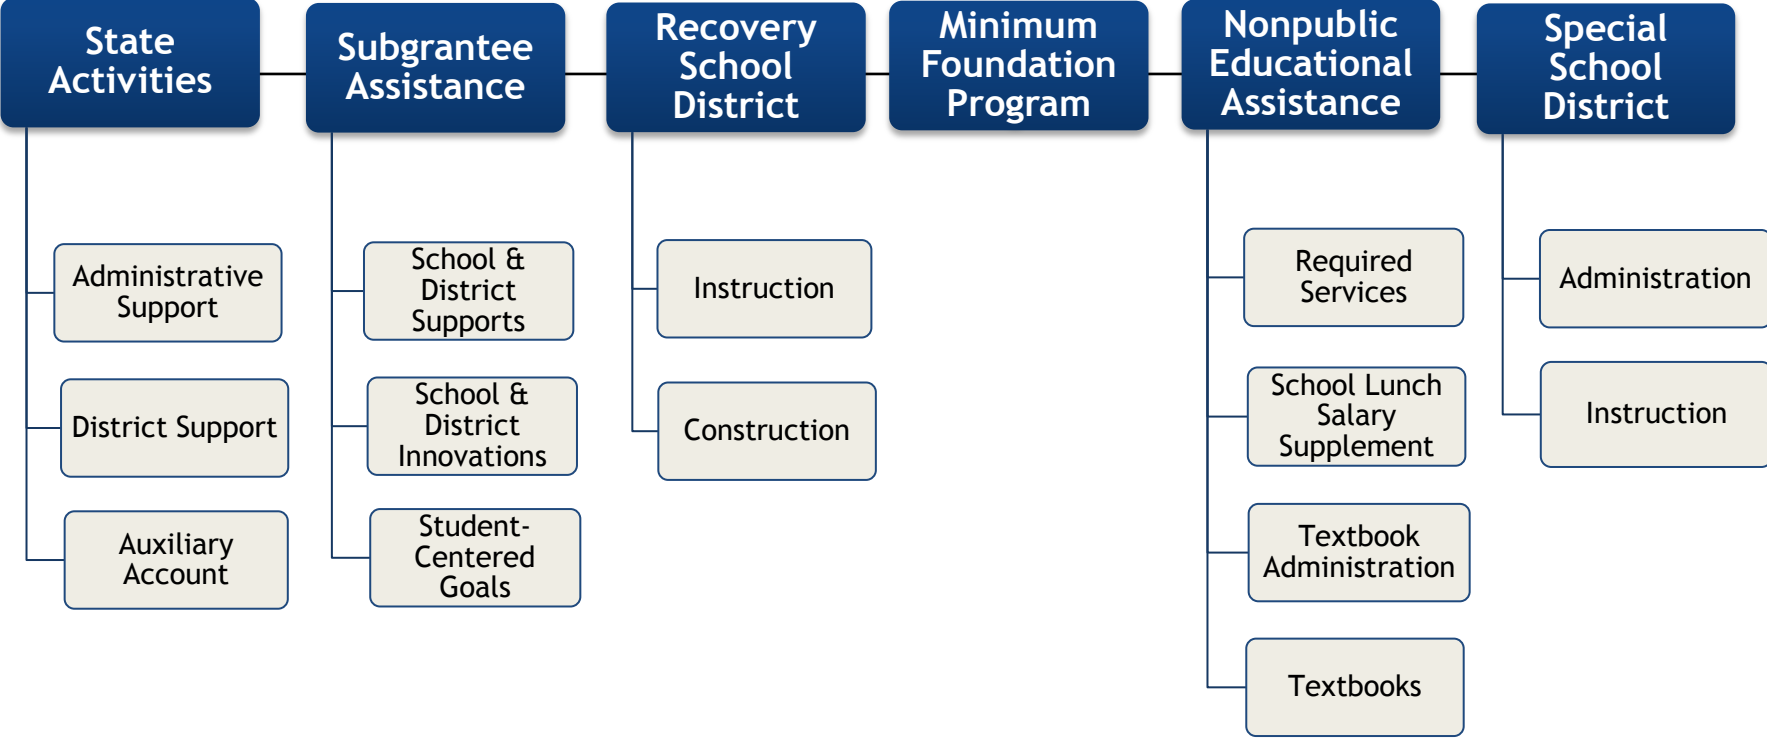 State
Activities
Subgrantee
Assistance
Recovery
School
District
Minimum
Foundation
Program
Nonpublic
Educational
Assistance
Special
School
District
Administrative
Support
District Support
Auxiliary
Account
School &
District
Supports
School &
District
Innovations
Student-
Centered
Goals
Instruction
Construction
Required
Services
School Lunch
Salary
Supplement
Textbook
Administration
Textbooks
Administration
Instruction